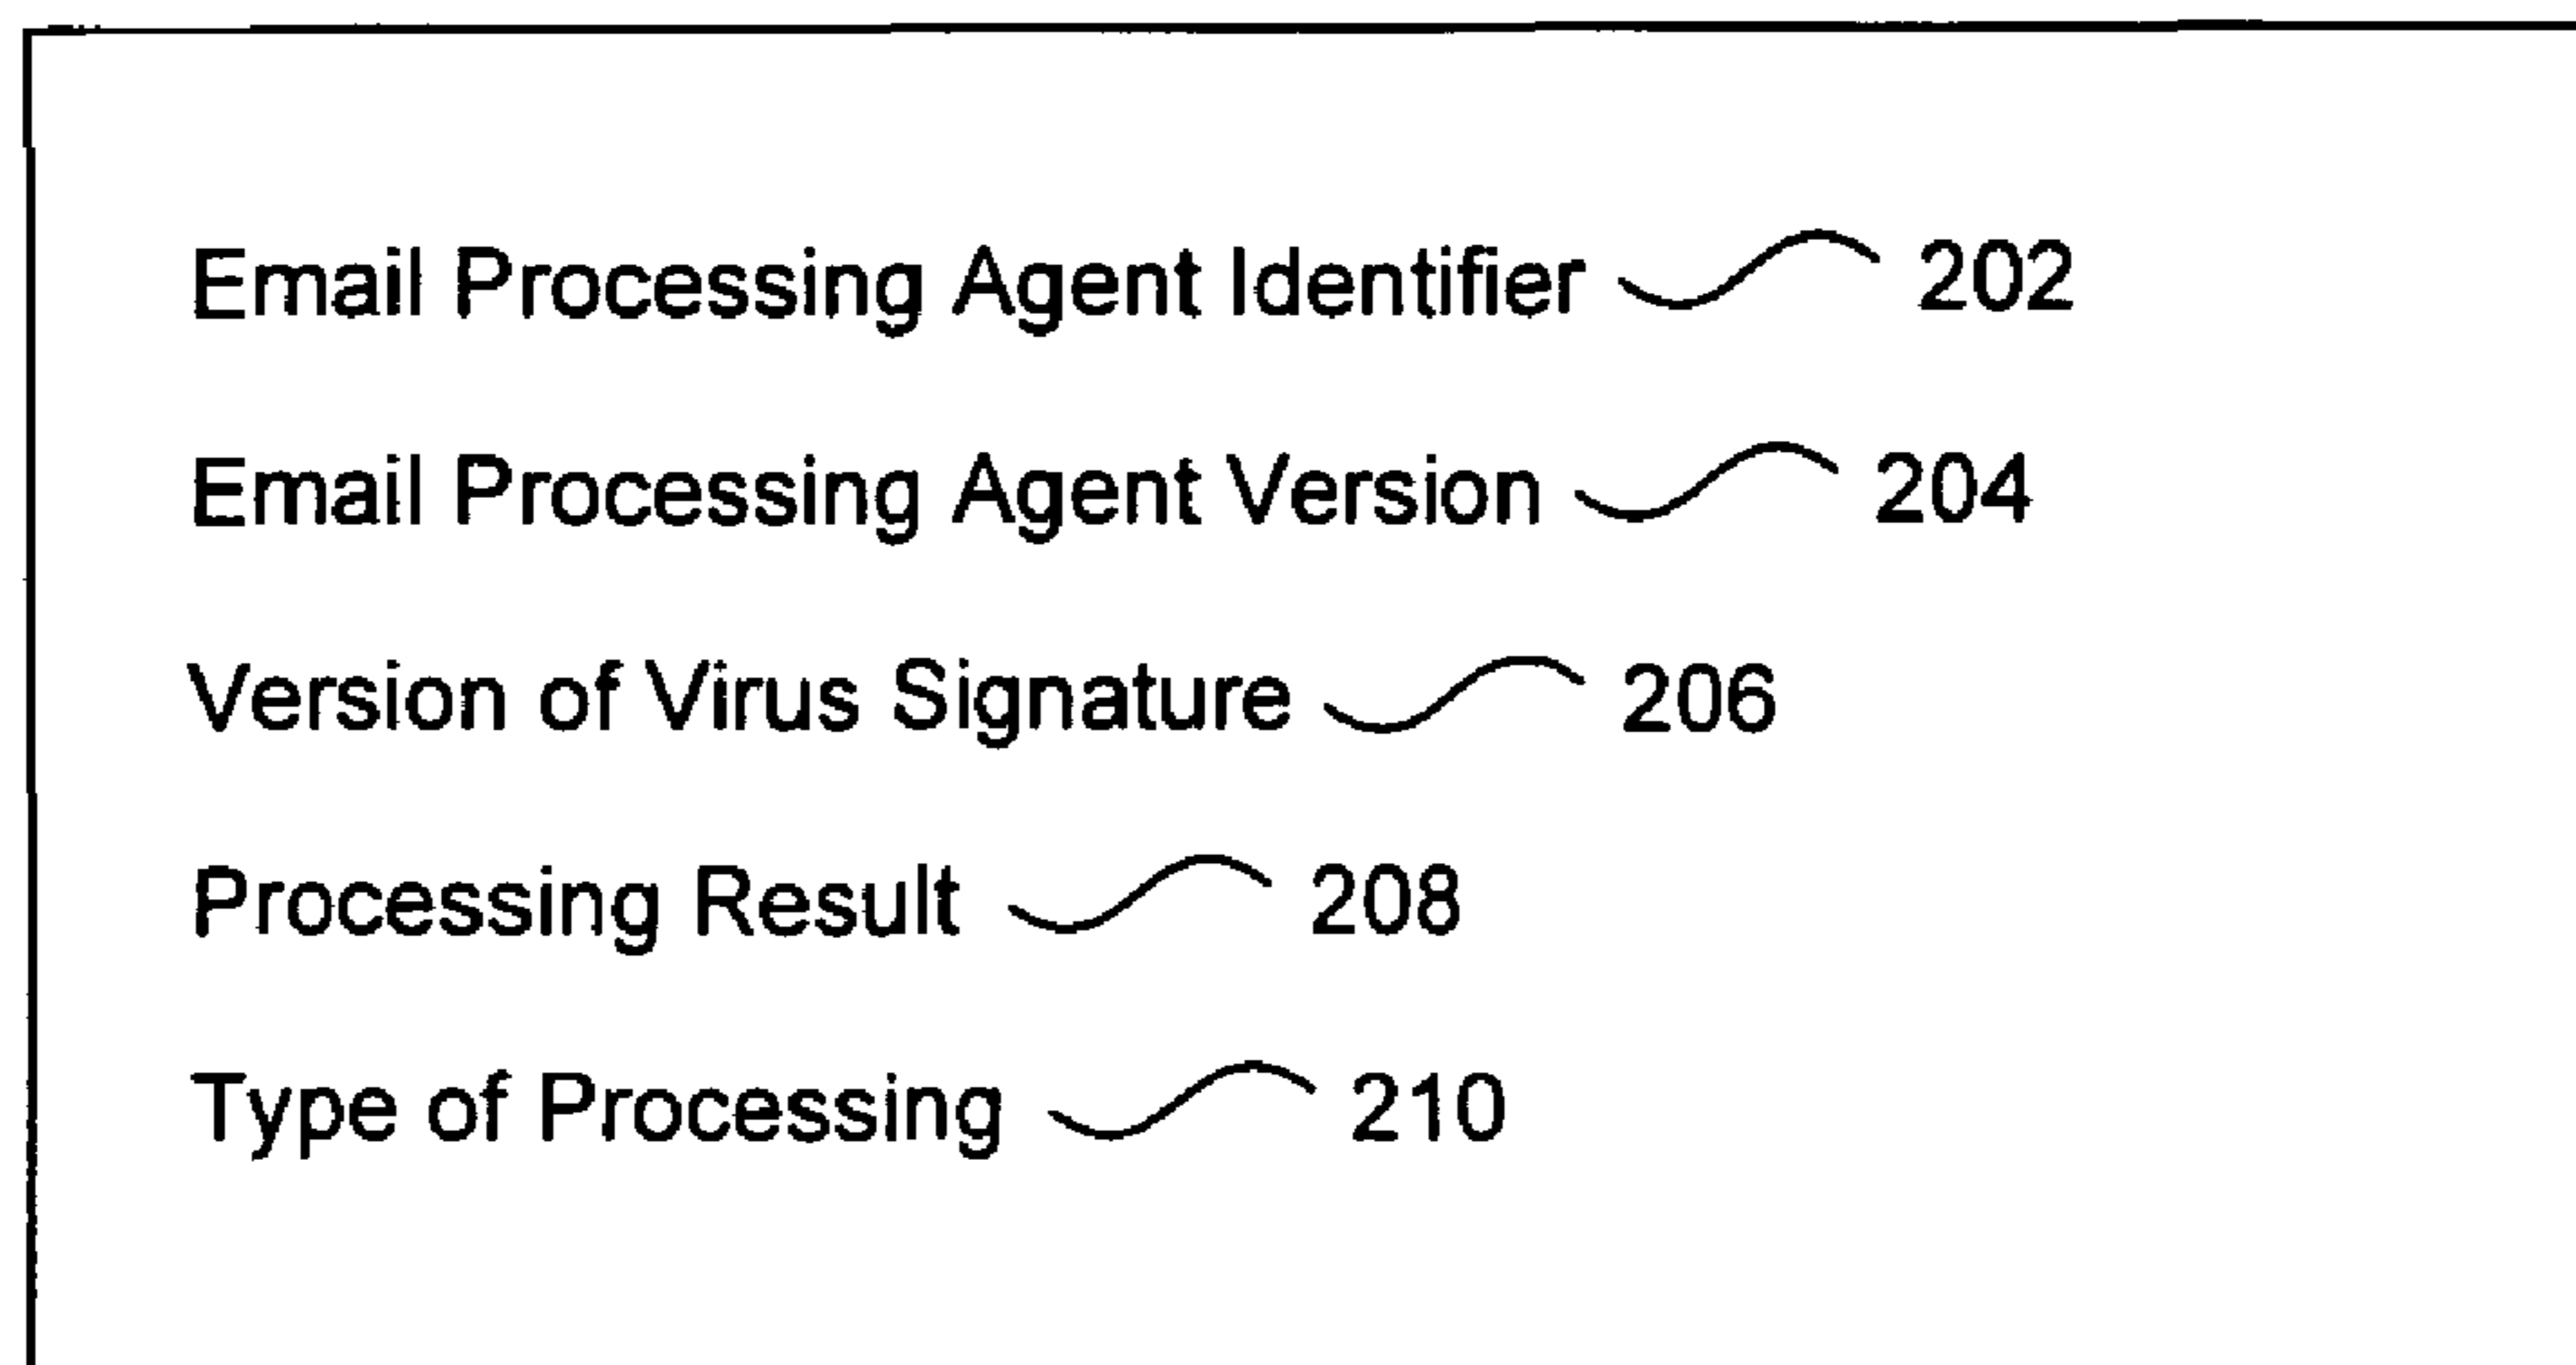 Email Processing Agent Identifier 202
Email Processing Agent Version 204
Version of Virus Signature 206
Processing Result 208
Type of Processing 210